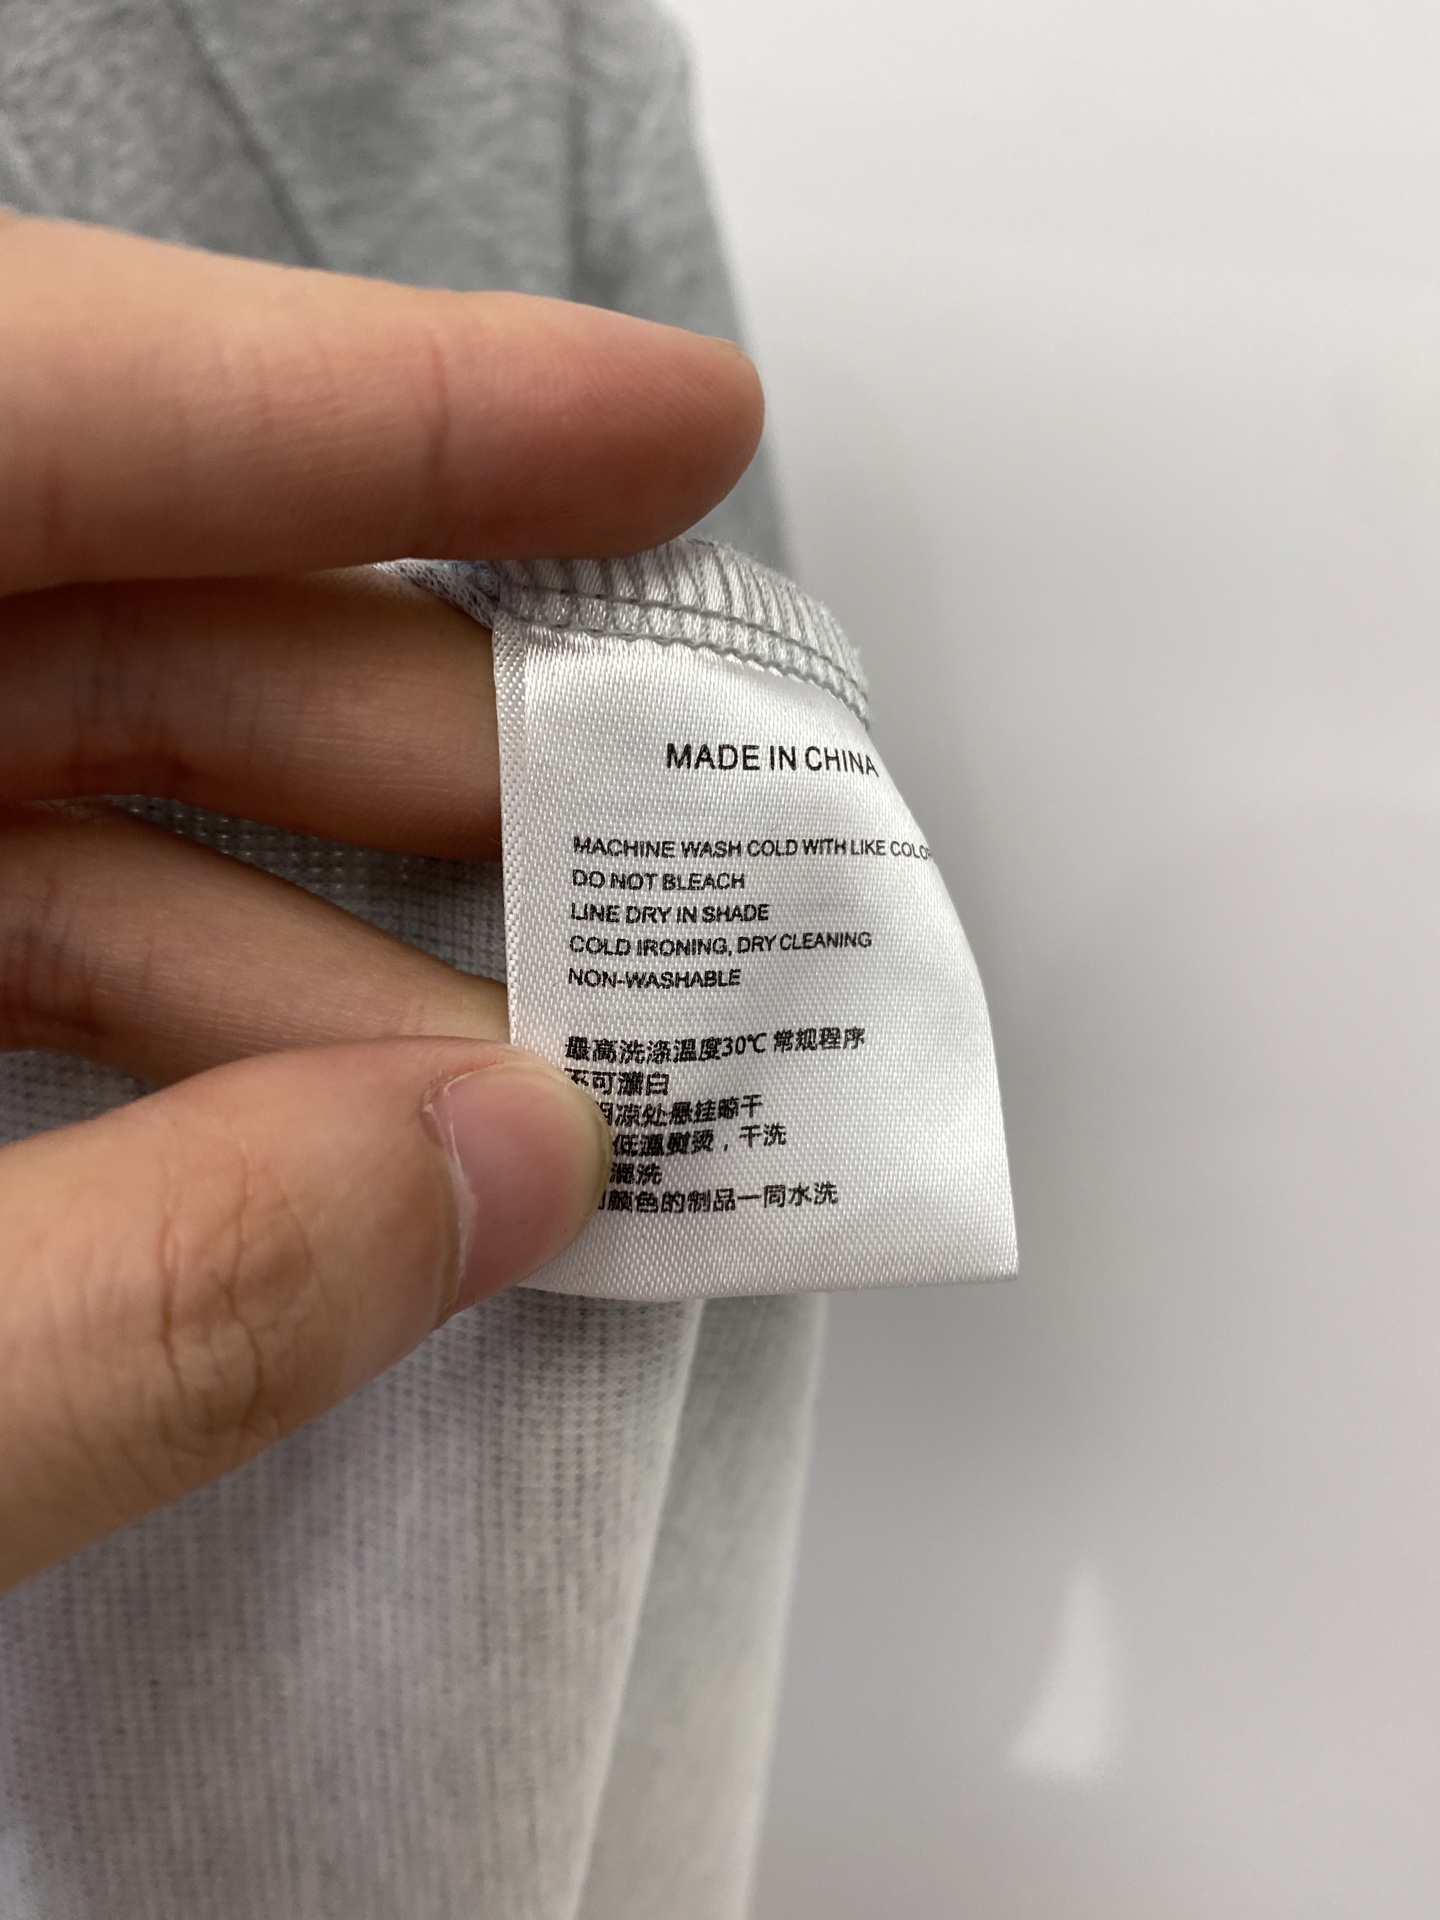 MADE IN CHINA
MACHINE WASH COLD WITH LIKE COLOR
DO NOT BLEACH
LINE DRY IN SHADE
COLD IRONING, DRY CLEANING
NON-WASHABLE
最高洗涤温度30℃ 常规程序
不可漂白
凉处悬挂晾干
低温熨烫，干洗
洗
颜色的制品一同水洗